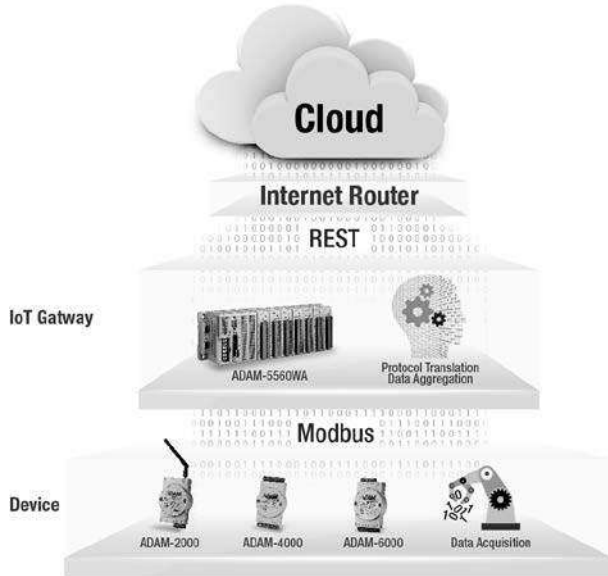 Cloud
Internet Router
REST
IoT Gatway
ADAM-5560WA
Protocol Translation
Data Aggregation
Modbus
Device
ADAM-2000
ADAM-4000
ADAM-6000
Data Acquisition